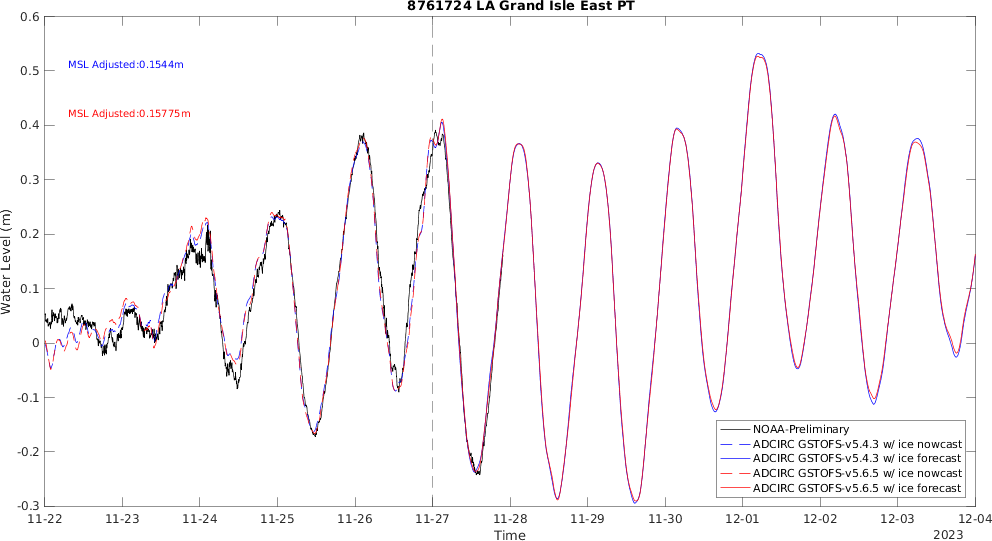 8761724 LA Grand Isle East PT
0.6
0.5
0.4
0.3
0.2
0.1
0
-0.1
-0.2
-0.3
Water Level (m)
MSL Adjusted:0.1544m
MSL Adjusted:0.15775m
NOAA-Preliminary
ADCIRC GSTOFS-v5.4.3 w/ ice nowcast
ADCIRC GSTOFS-v5.4.3 w/ ice forecast
ADCIRC GSTOFS-v5.6.5 w/ ice nowcast
ADCIRC GSTOFS-v5.6.5 w/ ice forecast
11-22 11-23 11-24 11-25 11-26 11-27 11-28 11-29 11-30 12-01 12-02 12-03 12-04
Time
2023